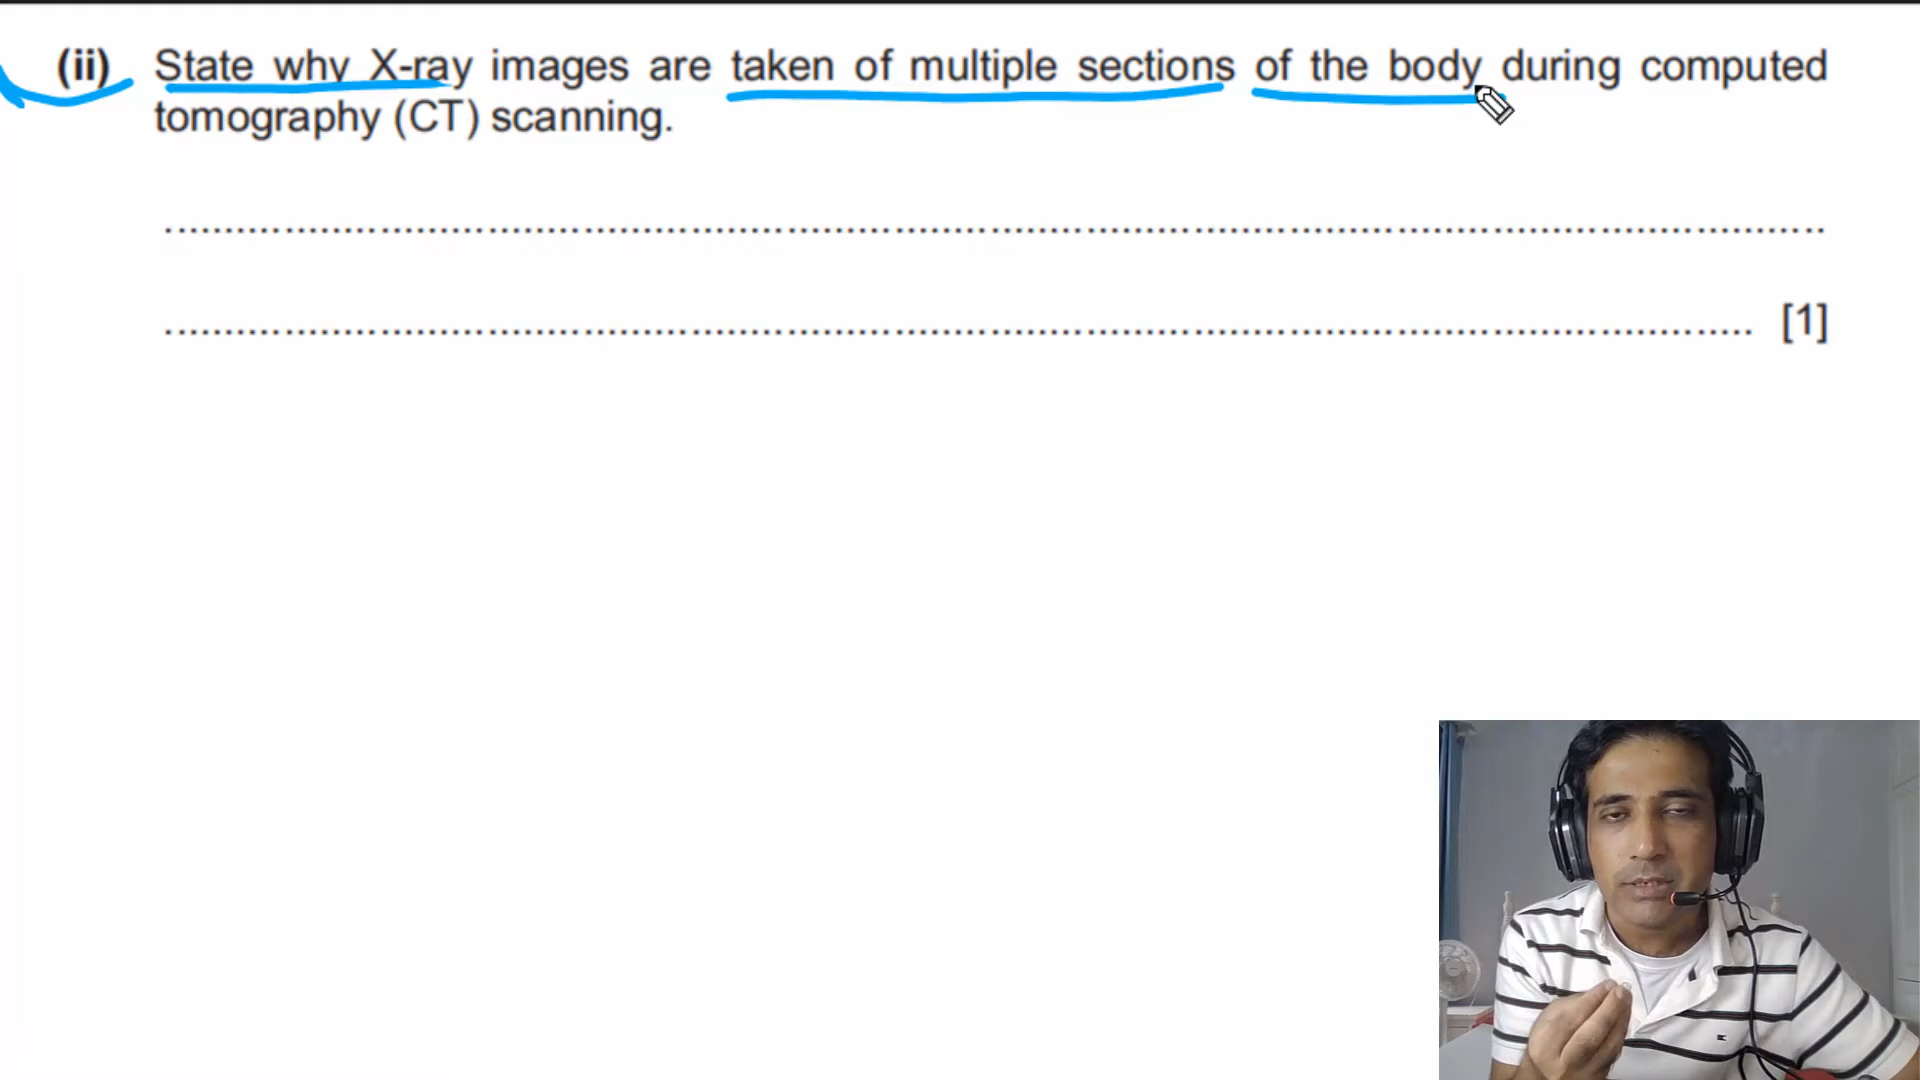 (ii) State why X-ray images are taken of multiple sections of the body during computed
tomography (CT) scanning.
[1]